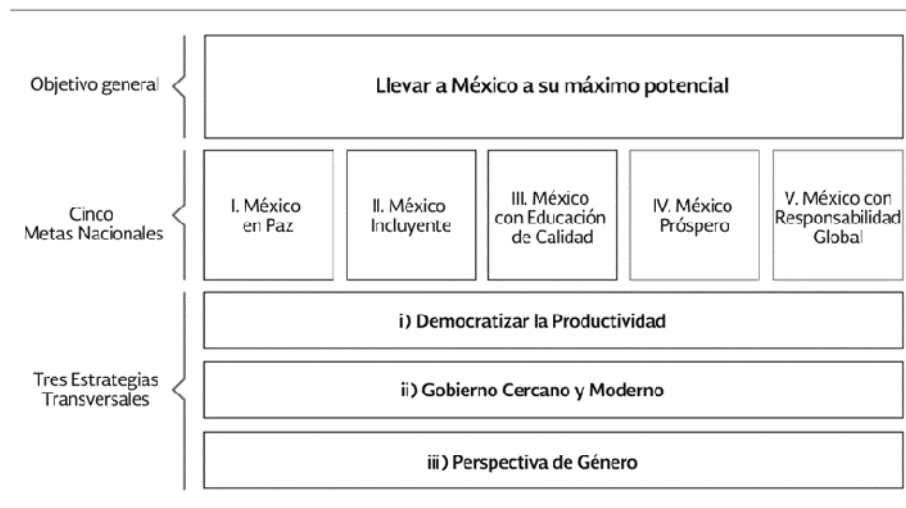 Objetivo general
Llevar a México a su máximo potencial
Cinco
Metas Nacionales
I. México
en Paz
II. México
Incluyente
III. México
con Educación
de Calidad
IV. México
Próspero
V. México con
Responsabilidad
Global
Tres Estrategias
Transversales
i) Democratizar la Productividad
ii) Gobierno Cercano y Moderno
iii) Perspectiva de Género